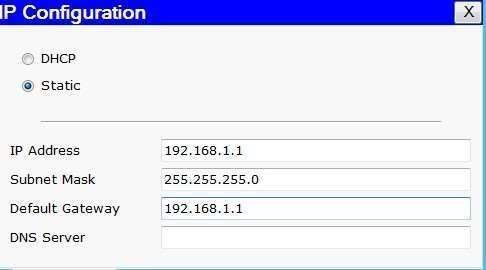 IP Configuration X
DHCP
Static
IP Address 192.168.1.1
Subnet Mask 255.255.255.0
Default Gateway 192.168.1.1
DNS Server